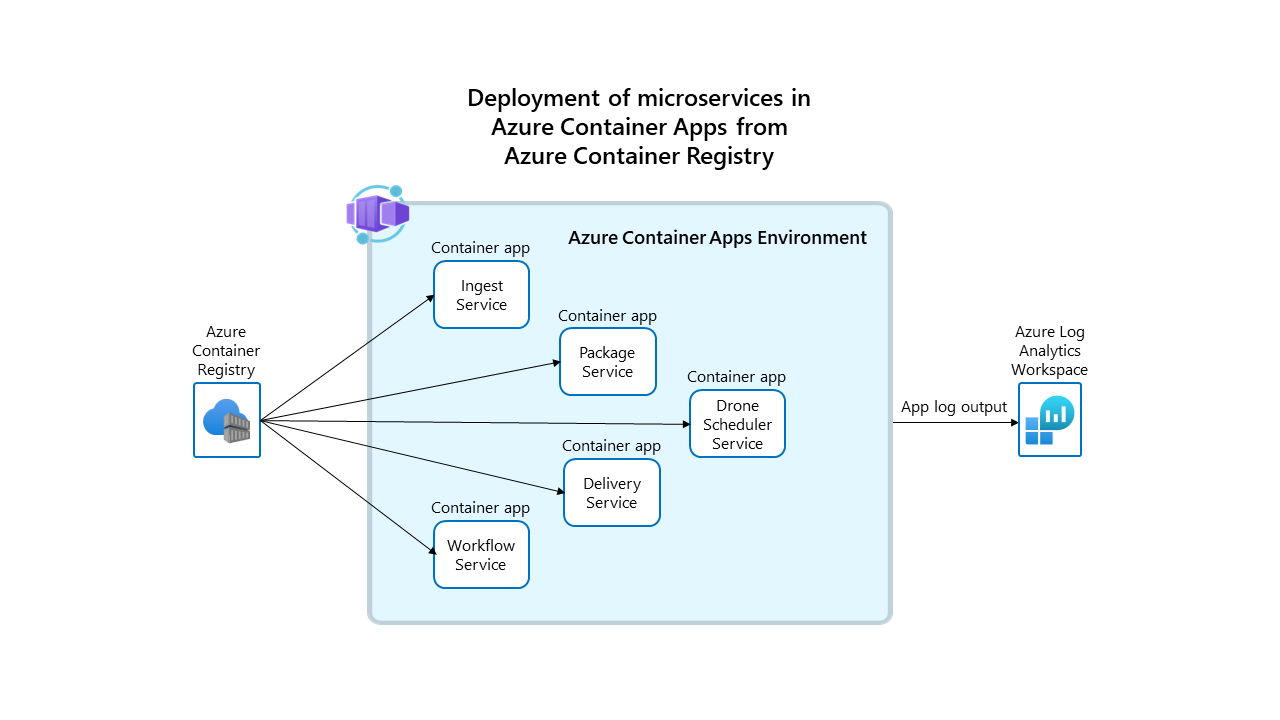 Deployment of microservices in
Azure Container Apps from
Azure Container Registry
Azure Container Apps Environment
Container app
Ingest
Service
Container app
Package
Service
Azure
Container
Registry
Container app
Drone
Scheduler
Service
Container app
Delivery
Service
Container app
Workflow
Service
App log output
Azure Log
Analytics
Workspace